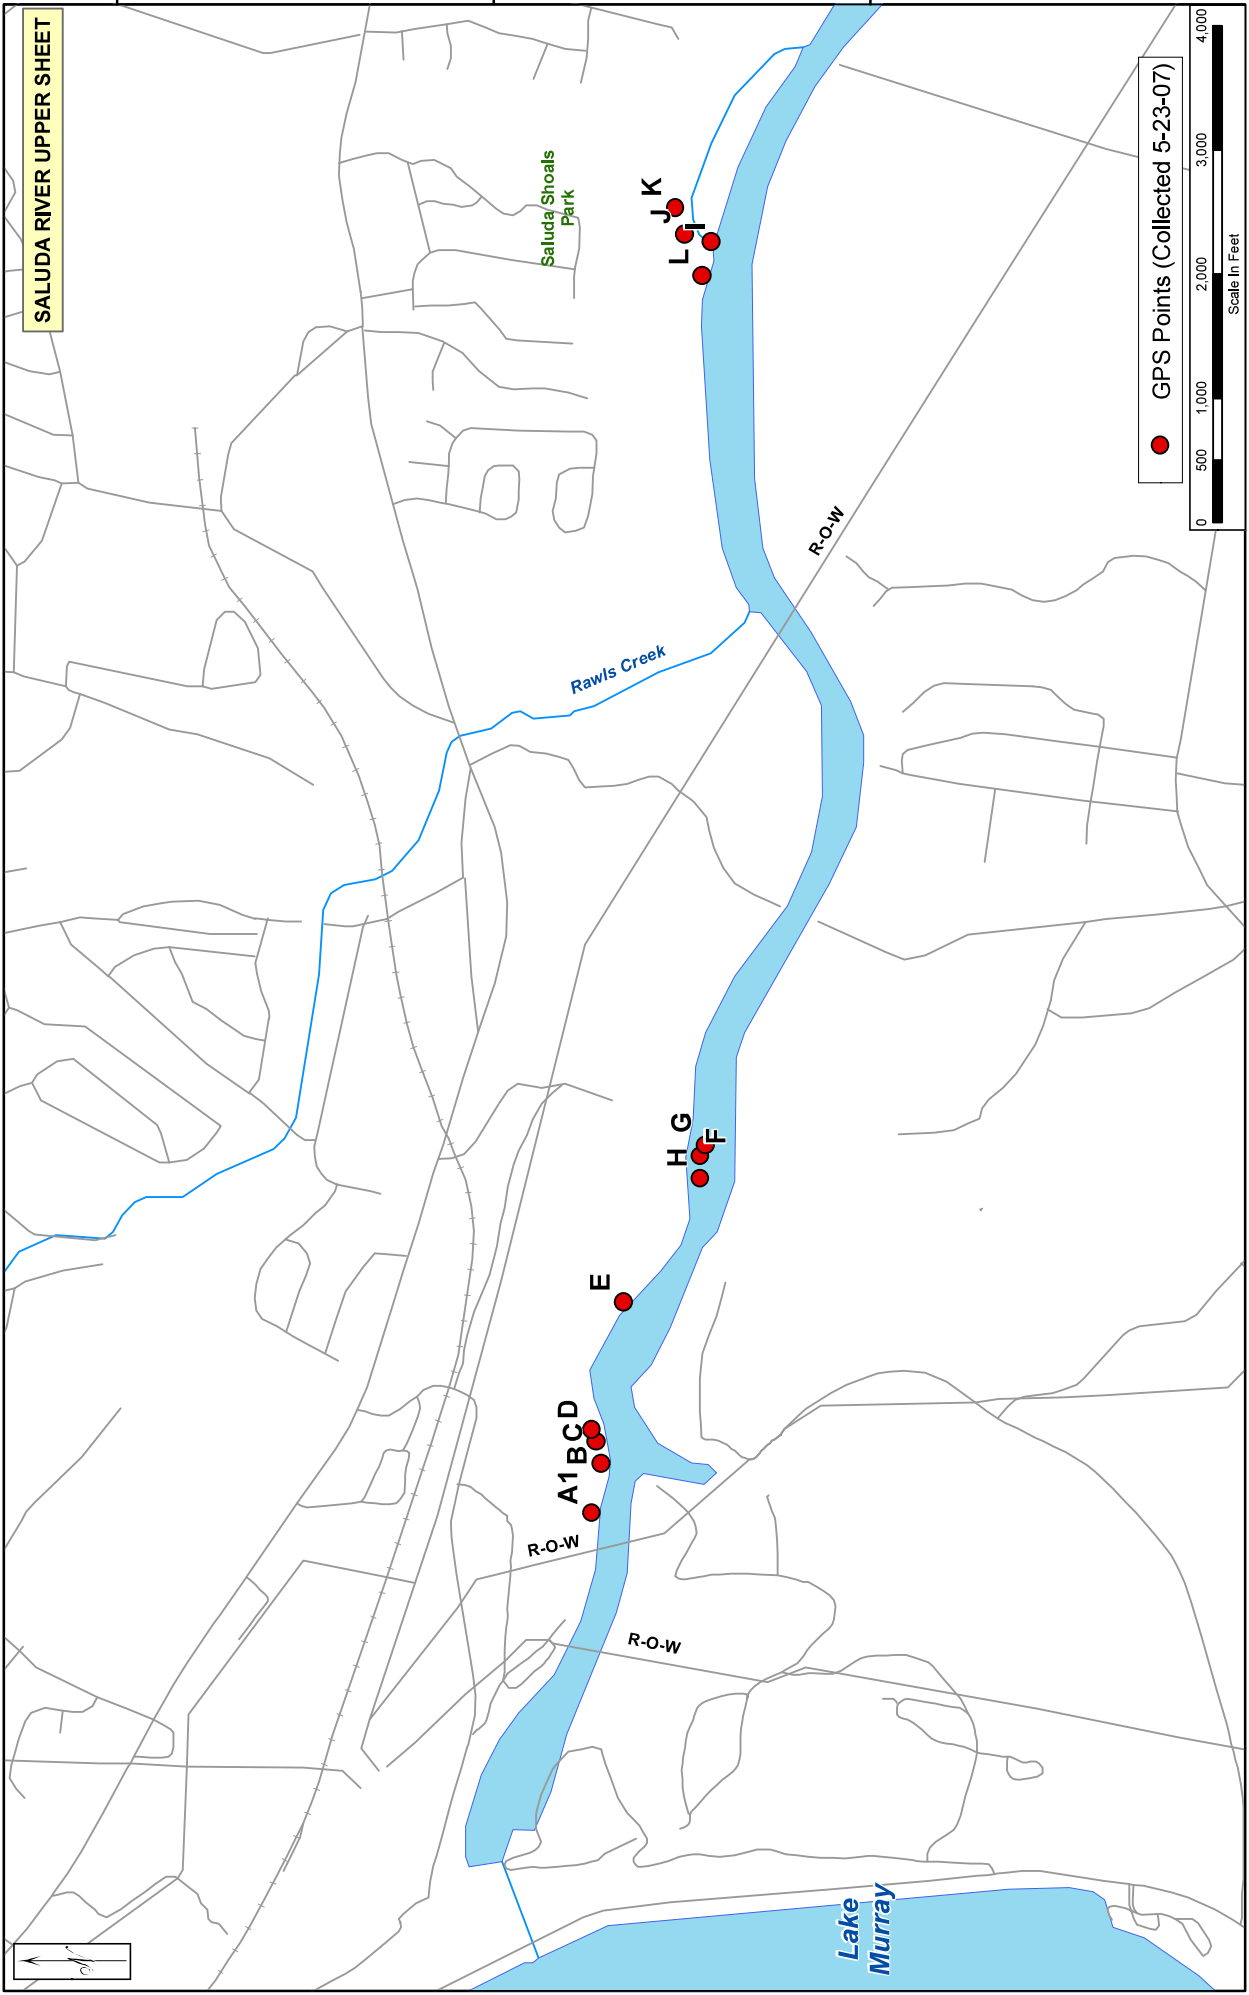 SALUDA RIVER UPPER SHEET
Saluda Shoals
Park
K
J
I
L
Rawls Creek
R-O-W
G
F
H
E
D
C
B
A1
R-O-W
R-O-W
Lake
Murray
GPS Points (Collected 5-23-07)
0 500 1,000 2,000 3,000 4,000
Scale In Feet